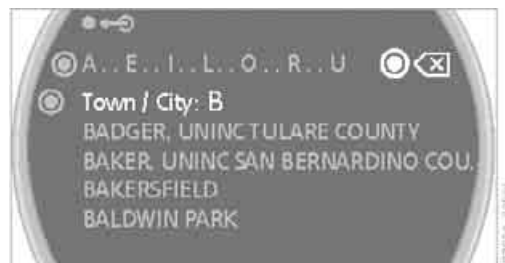 A . . E . . I . . L . . O . . R . . U
Town / City: B
BADGER, UNINC TULARE COUNTY
BAKER, UNINC SAN BERNARDINO COU.
BAKERSFIELD
BALDWIN PARK